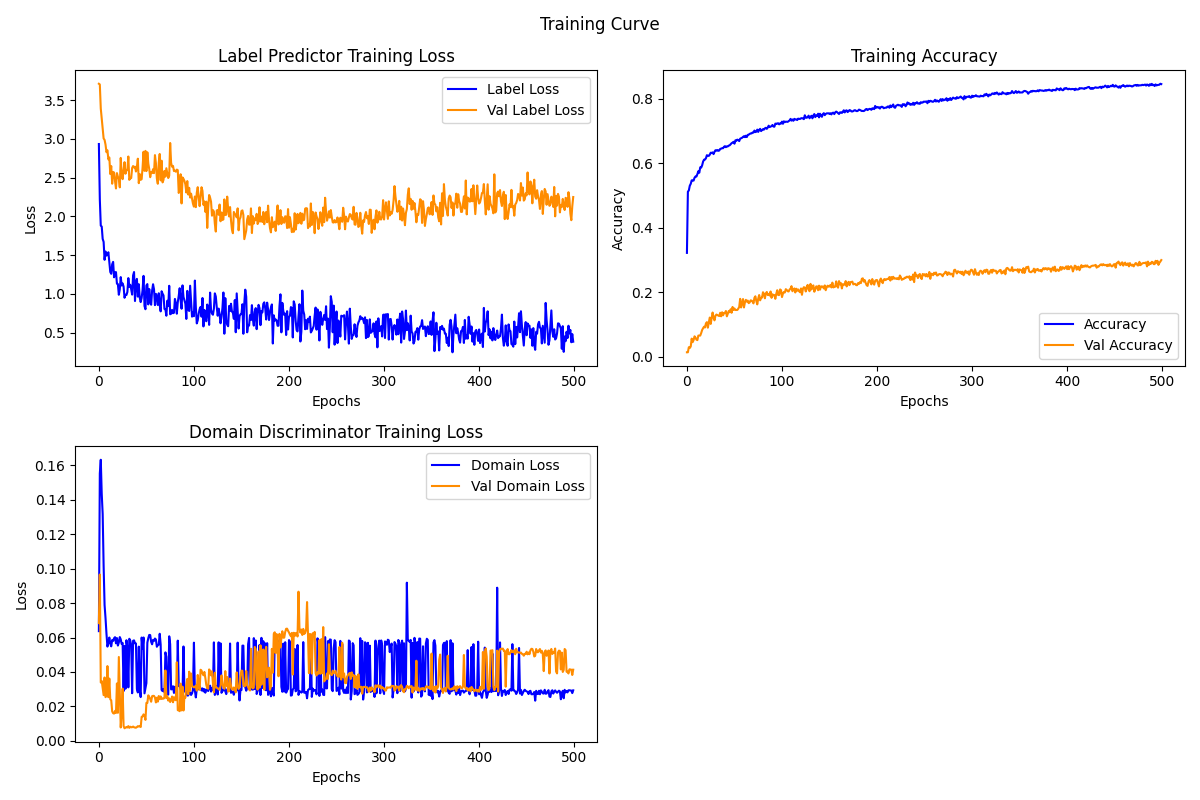 Training Curve
Label Predictor Training Loss
Loss
3.5
3.0
2.5
2.0
1.5
1.0
0.5
Label Loss
Val Label Loss
0 100 200 300 400 500
Epochs
Training Accuracy
Accuracy
0.8
0.6
0.4
0.2
0.0
Accuracy
Val Accuracy
0 100 200 300 400 500
Epochs
Domain Discriminator Training Loss
Loss
0.16
0.14
0.12
0.10
0.08
0.06
0.04
0.02
0.00
Domain Loss
Val Domain Loss
0 100 200 300 400 500
Epochs